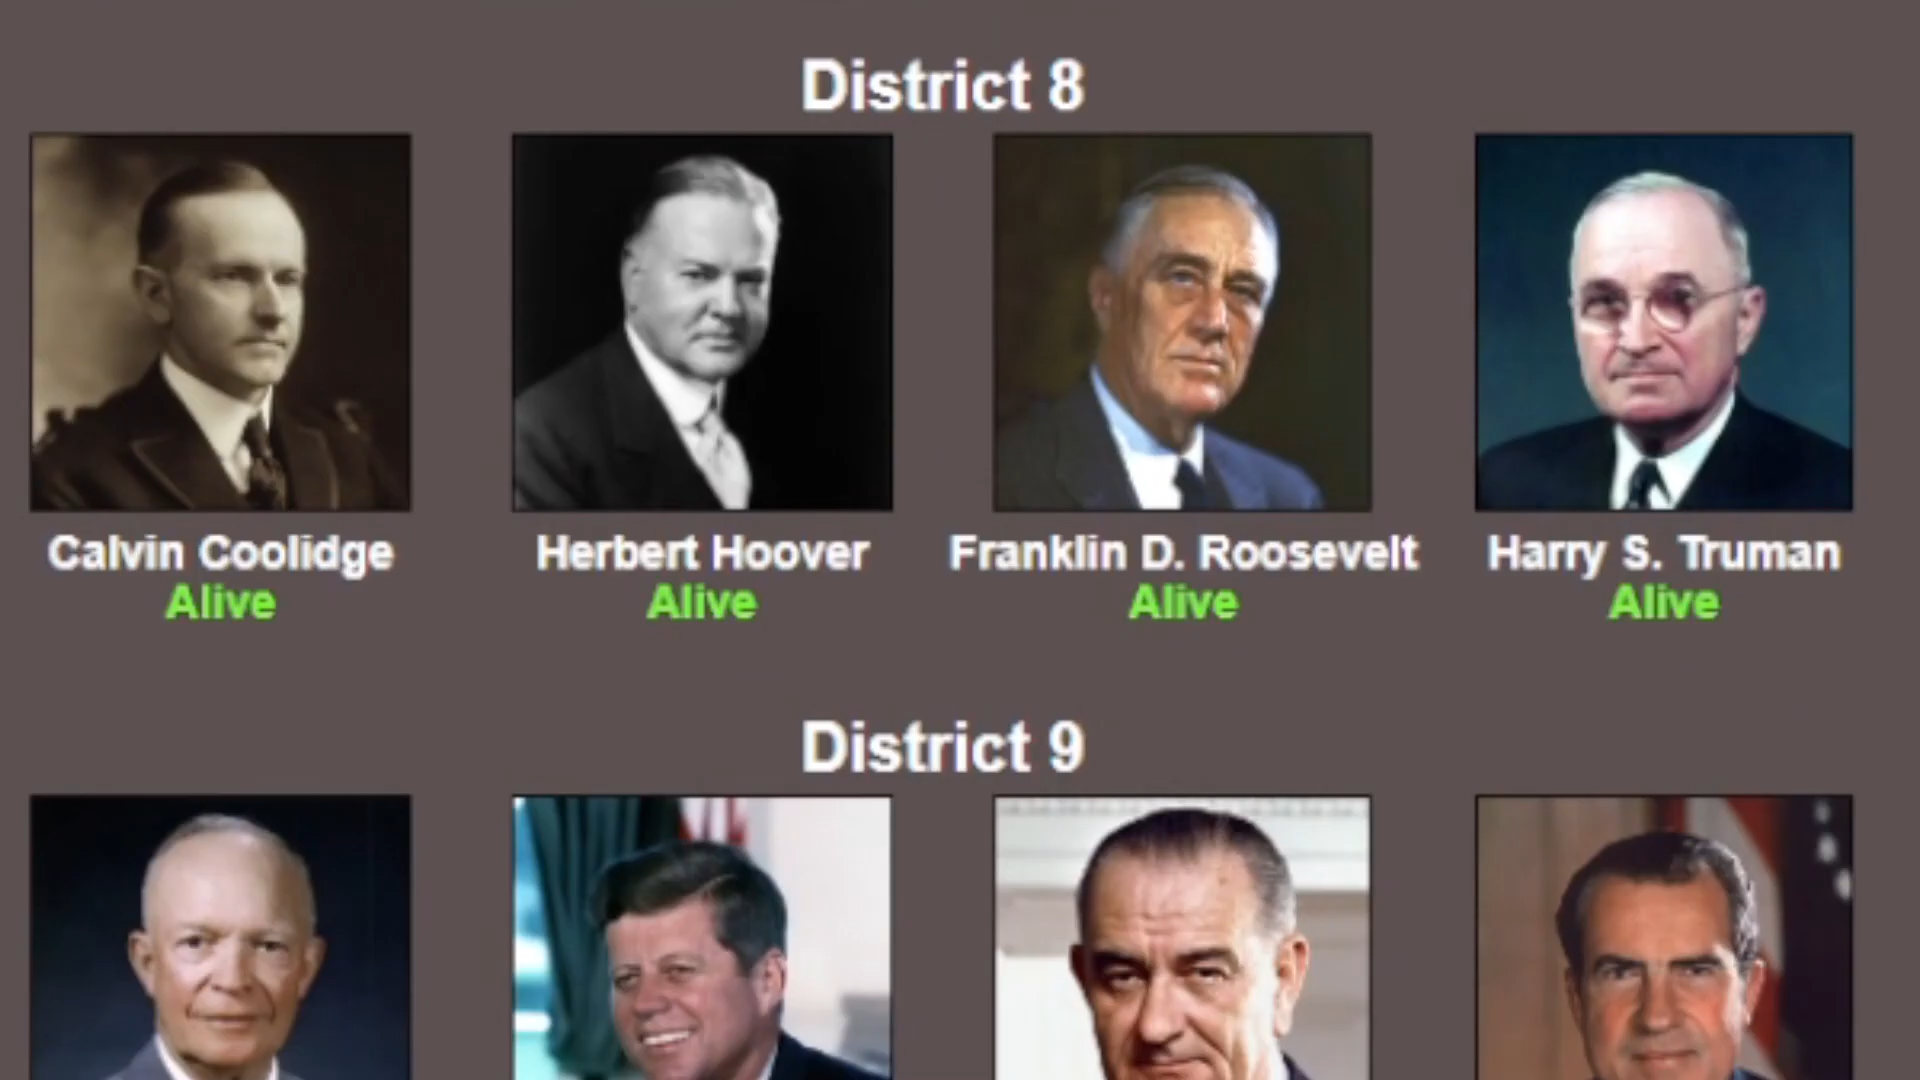 District 8
Calvin Coolidge
Alive
Herbert Hoover
Alive
Franklin D. Roosevelt
Alive
Harry S. Truman
Alive
District 9